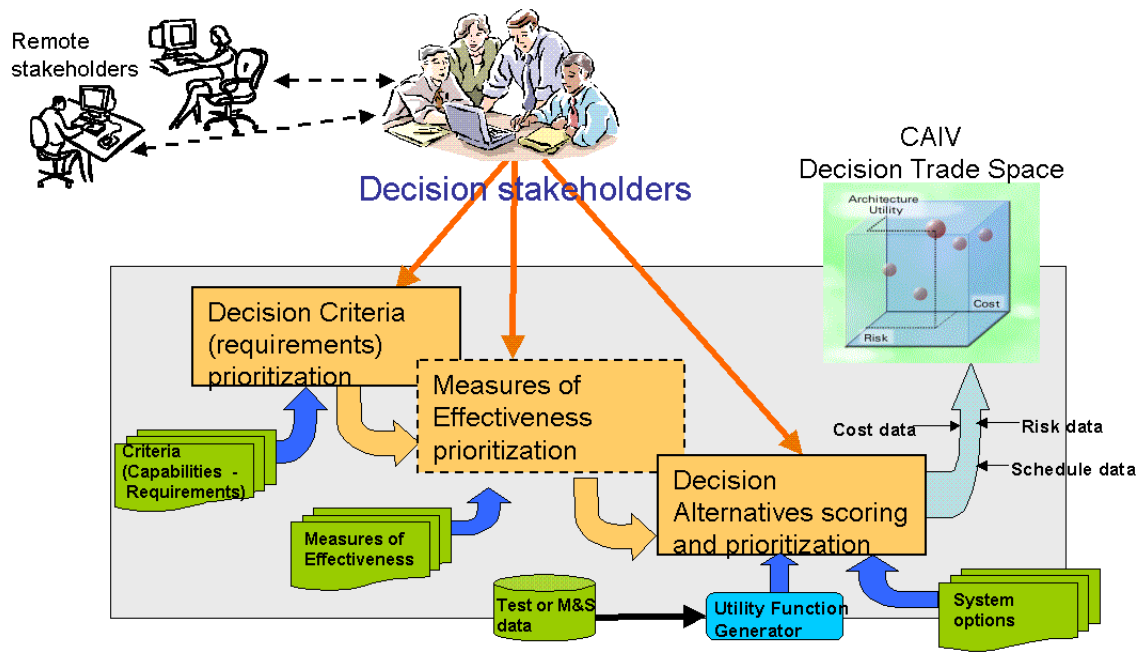 Remote
stakeholders
Decision stakeholders
CAIV
Decision Trade Space
Architecture
Utility
Cost
Risk
Decision Criteria
(requirements)
prioritization
Measures of
Effectiveness
prioritization
Criteria
(Capabilities -
Requirements)
Cost data
Risk data
Schedule data
Decision
Alternatives scoring
and prioritization
Measures of
Effectiveness
Test or M&S
data
Utility Function
Generator
System
options